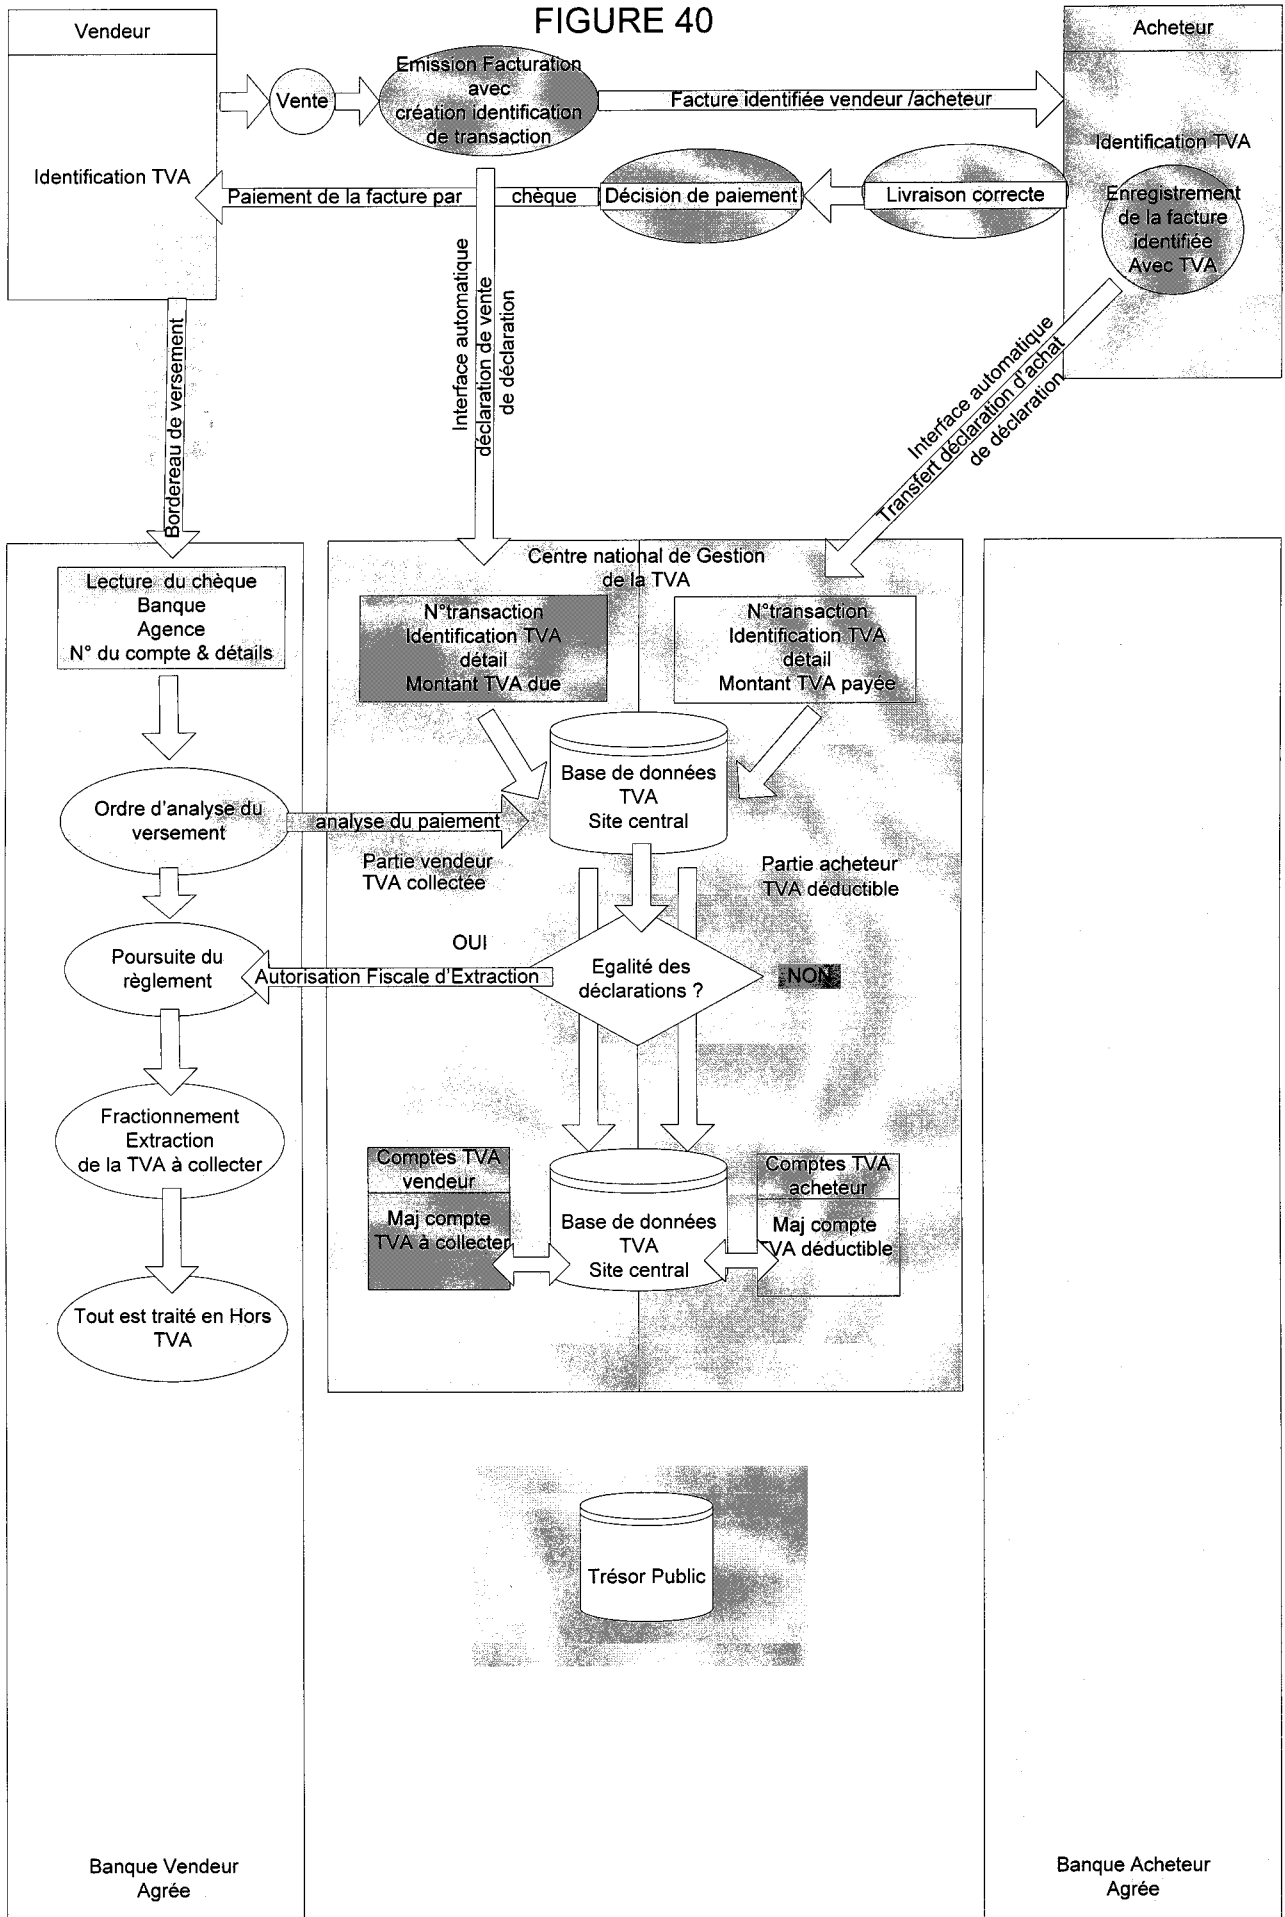 FIGURE 40
Vendeur
Acheteur
Vente
Emission Facturation
avec
création identification
de transaction
Facture identifiée vendeur /acheteur
Identification TVA
Identification TVA
Paiement de la facture par chèque
Décision de paiement
Livraison correcte
Enregistrement
de la facture
identifiée
Avec TVA
Bordereau de versement
Interface automatique
déclaration de vente
de déclaration
Interface automatique
Transfert déclaration d'achat
de déclaration
Centre national de Gestion
de la TVA
Lecture du chèque
Banque
Agence
N° du compte & détails
N°transaction
Identification TVA
détail
Montant TVA due
N°transaction
Identification TVA
détail
Montant TVA payée
Base de données
TVA
Site central
Ordre d'analyse du
versement
analyse du paiement
Partie vendeur
TVA collectée
Partie acheteur
TVA déductible
OUI
Poursuite du
règlement
Autorisation Fiscale d'Extraction
Egalité des
déclarations ?
NON
Fractionnement
Extraction
de la TVA à collecter
Comptes TVA
vendeur
Maj compte
TVA à collecter
Base de données
TVA
Site central
Comptes TVA
acheteur
Maj compte
TVA déductible
Tout est traité en Hors
TVA
Trésor Public
Banque Vendeur
Agrée
Banque Acheteur
Agrée